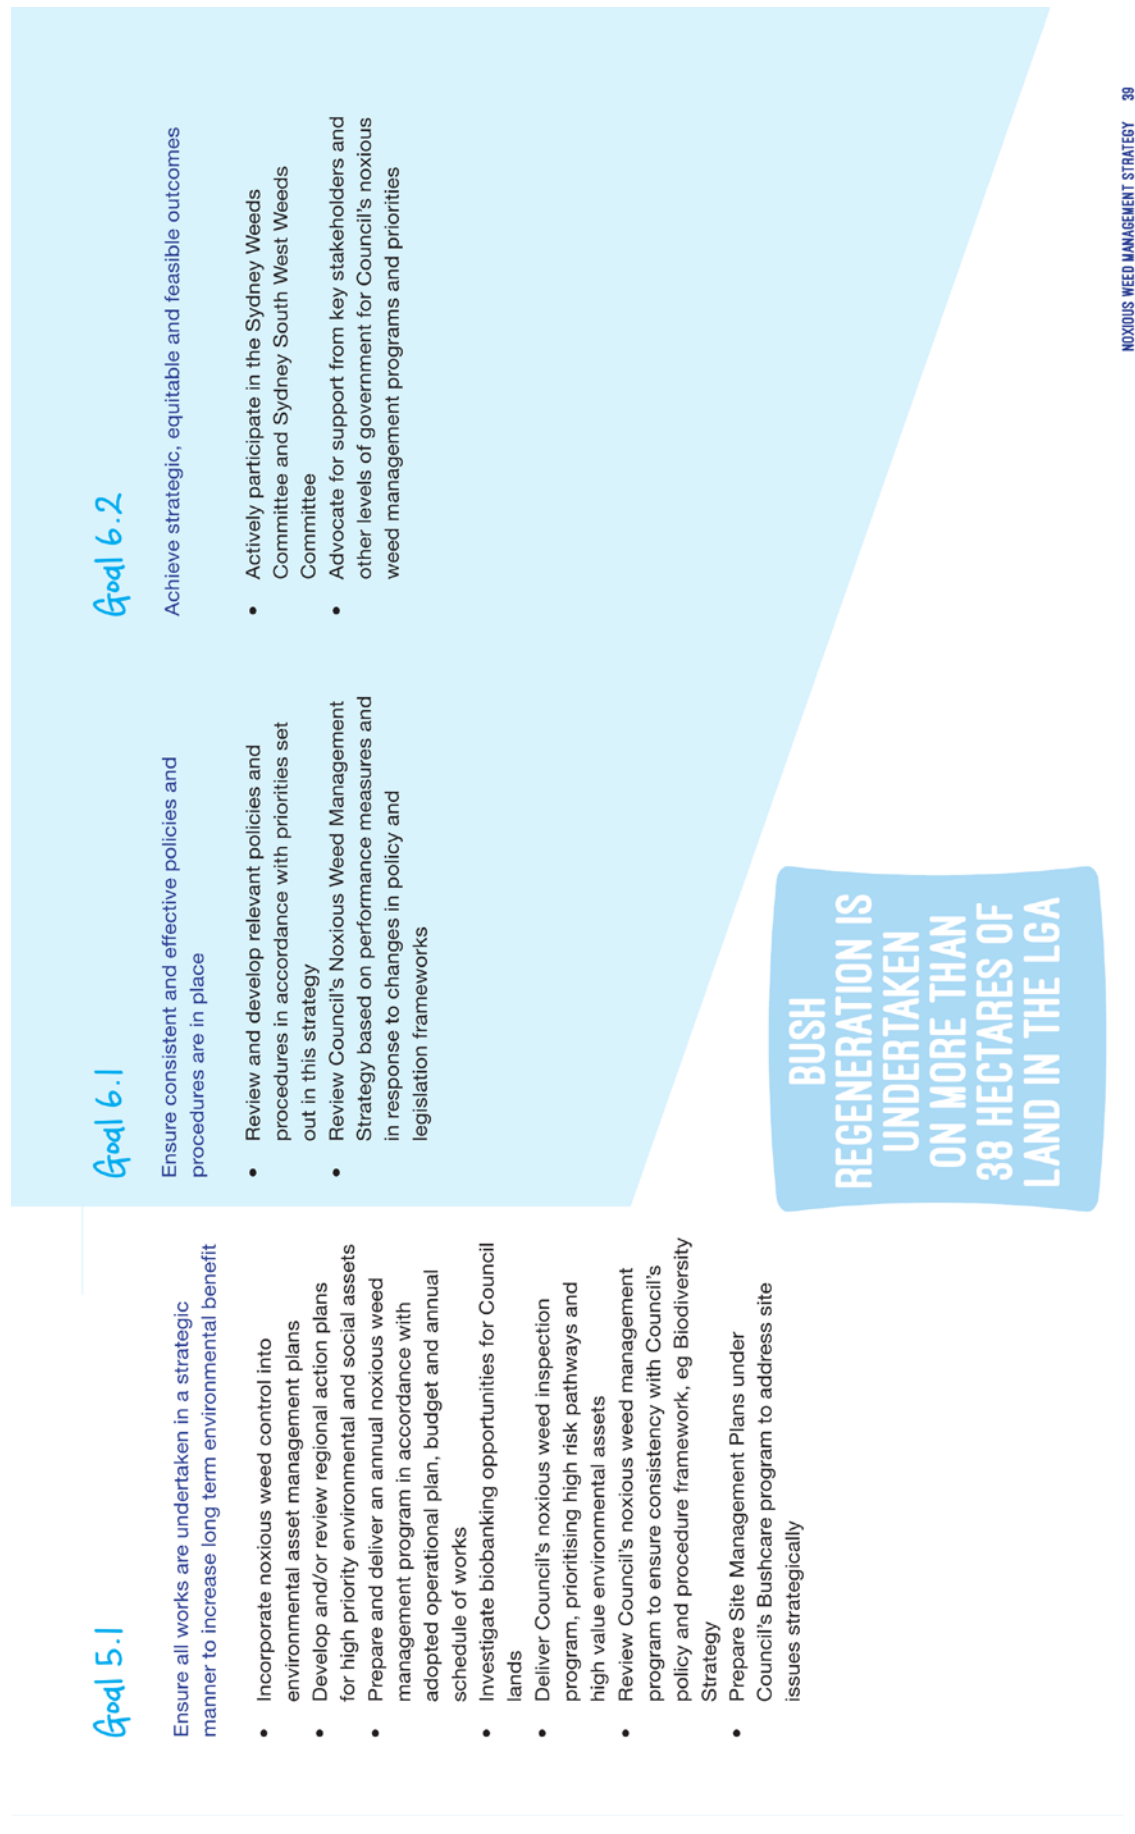 Goal 5.1
Ensure all works are undertaken in a strategic
manner to increase long term environmental benefit
• Incorporate noxious weed control into
environmental asset management plans
• Develop and/or review regional action plans
for high priority environmental and social assets
• Prepare and deliver an annual noxious weed
management program in accordance with
adopted operational plan, budget and annual
schedule of works
• Investigate biobanking opportunities for Council
lands
• Deliver Council's noxious weed inspection
program, prioritising high risk pathways and
high value environmental assets
• Review Council's noxious weed management
program to ensure consistency with Council's
policy and procedure framework, eg Biodiversity
Strategy
• Prepare Site Management Plans under
Council's Bushcare program to address site
issues strategically
Goal 6.1
Ensure consistent and effective policies and
procedures are in place
• Review and develop relevant policies and
procedures in accordance with priorities set
out in this strategy
• Review Council's Noxious Weed Management
Strategy based on performance measures and
in response to changes in policy and
legislation frameworks
Goal 6.2
Achieve strategic, equitable and feasible outcomes
• Actively participate in the Sydney Weeds
Committee and Sydney South West Weeds
Committee
• Advocate for support from key stakeholders and
other levels of government for Council's noxious
weed management programs and priorities
BUSH
REGENERATION IS
UNDERTAKEN
ON MORE THAN
38 HECTARES OF
LAND IN THE LGA
NOXIOUS WEED MANAGEMENT STRATEGY 39